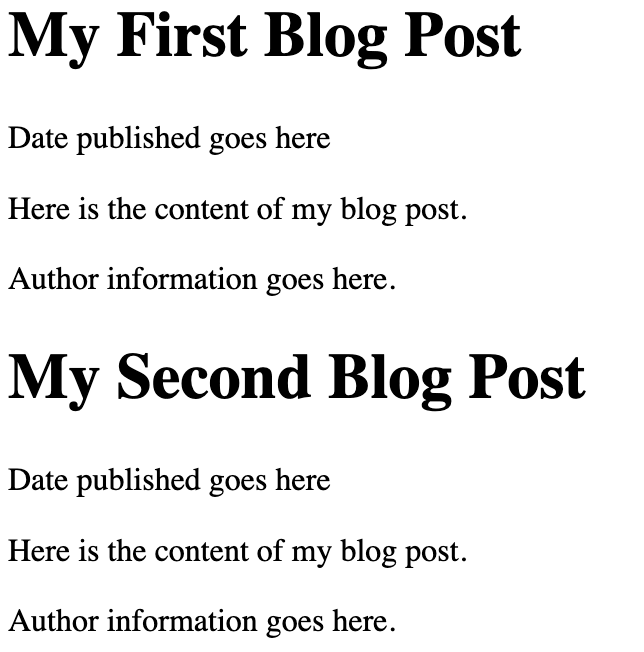 My First Blog Post
Date published goes here
Here is the content of my blog post.
Author information goes here.
My Second Blog Post
Date published goes here
Here is the content of my blog post.
Author information goes here.